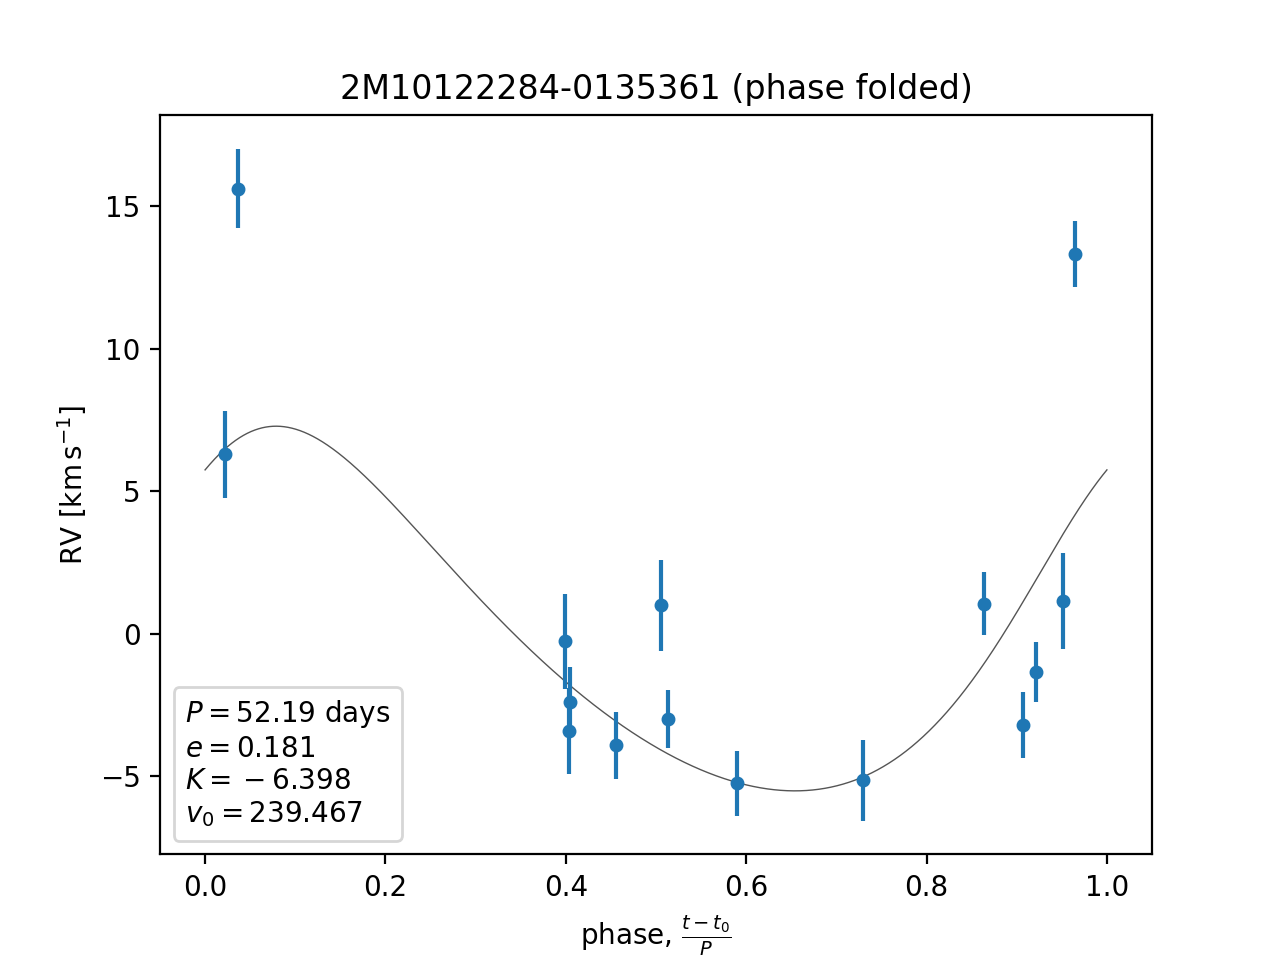 2M10122284-0135361 (phase folded)
RV [km s⁻¹]
15
10
5
0
−5
P = 52.19 days
e = 0.181
K = −6.398
v₀ = 239.467
0.0 0.2 0.4 0.6 0.8 1.0
phase, (t − t₀)/P